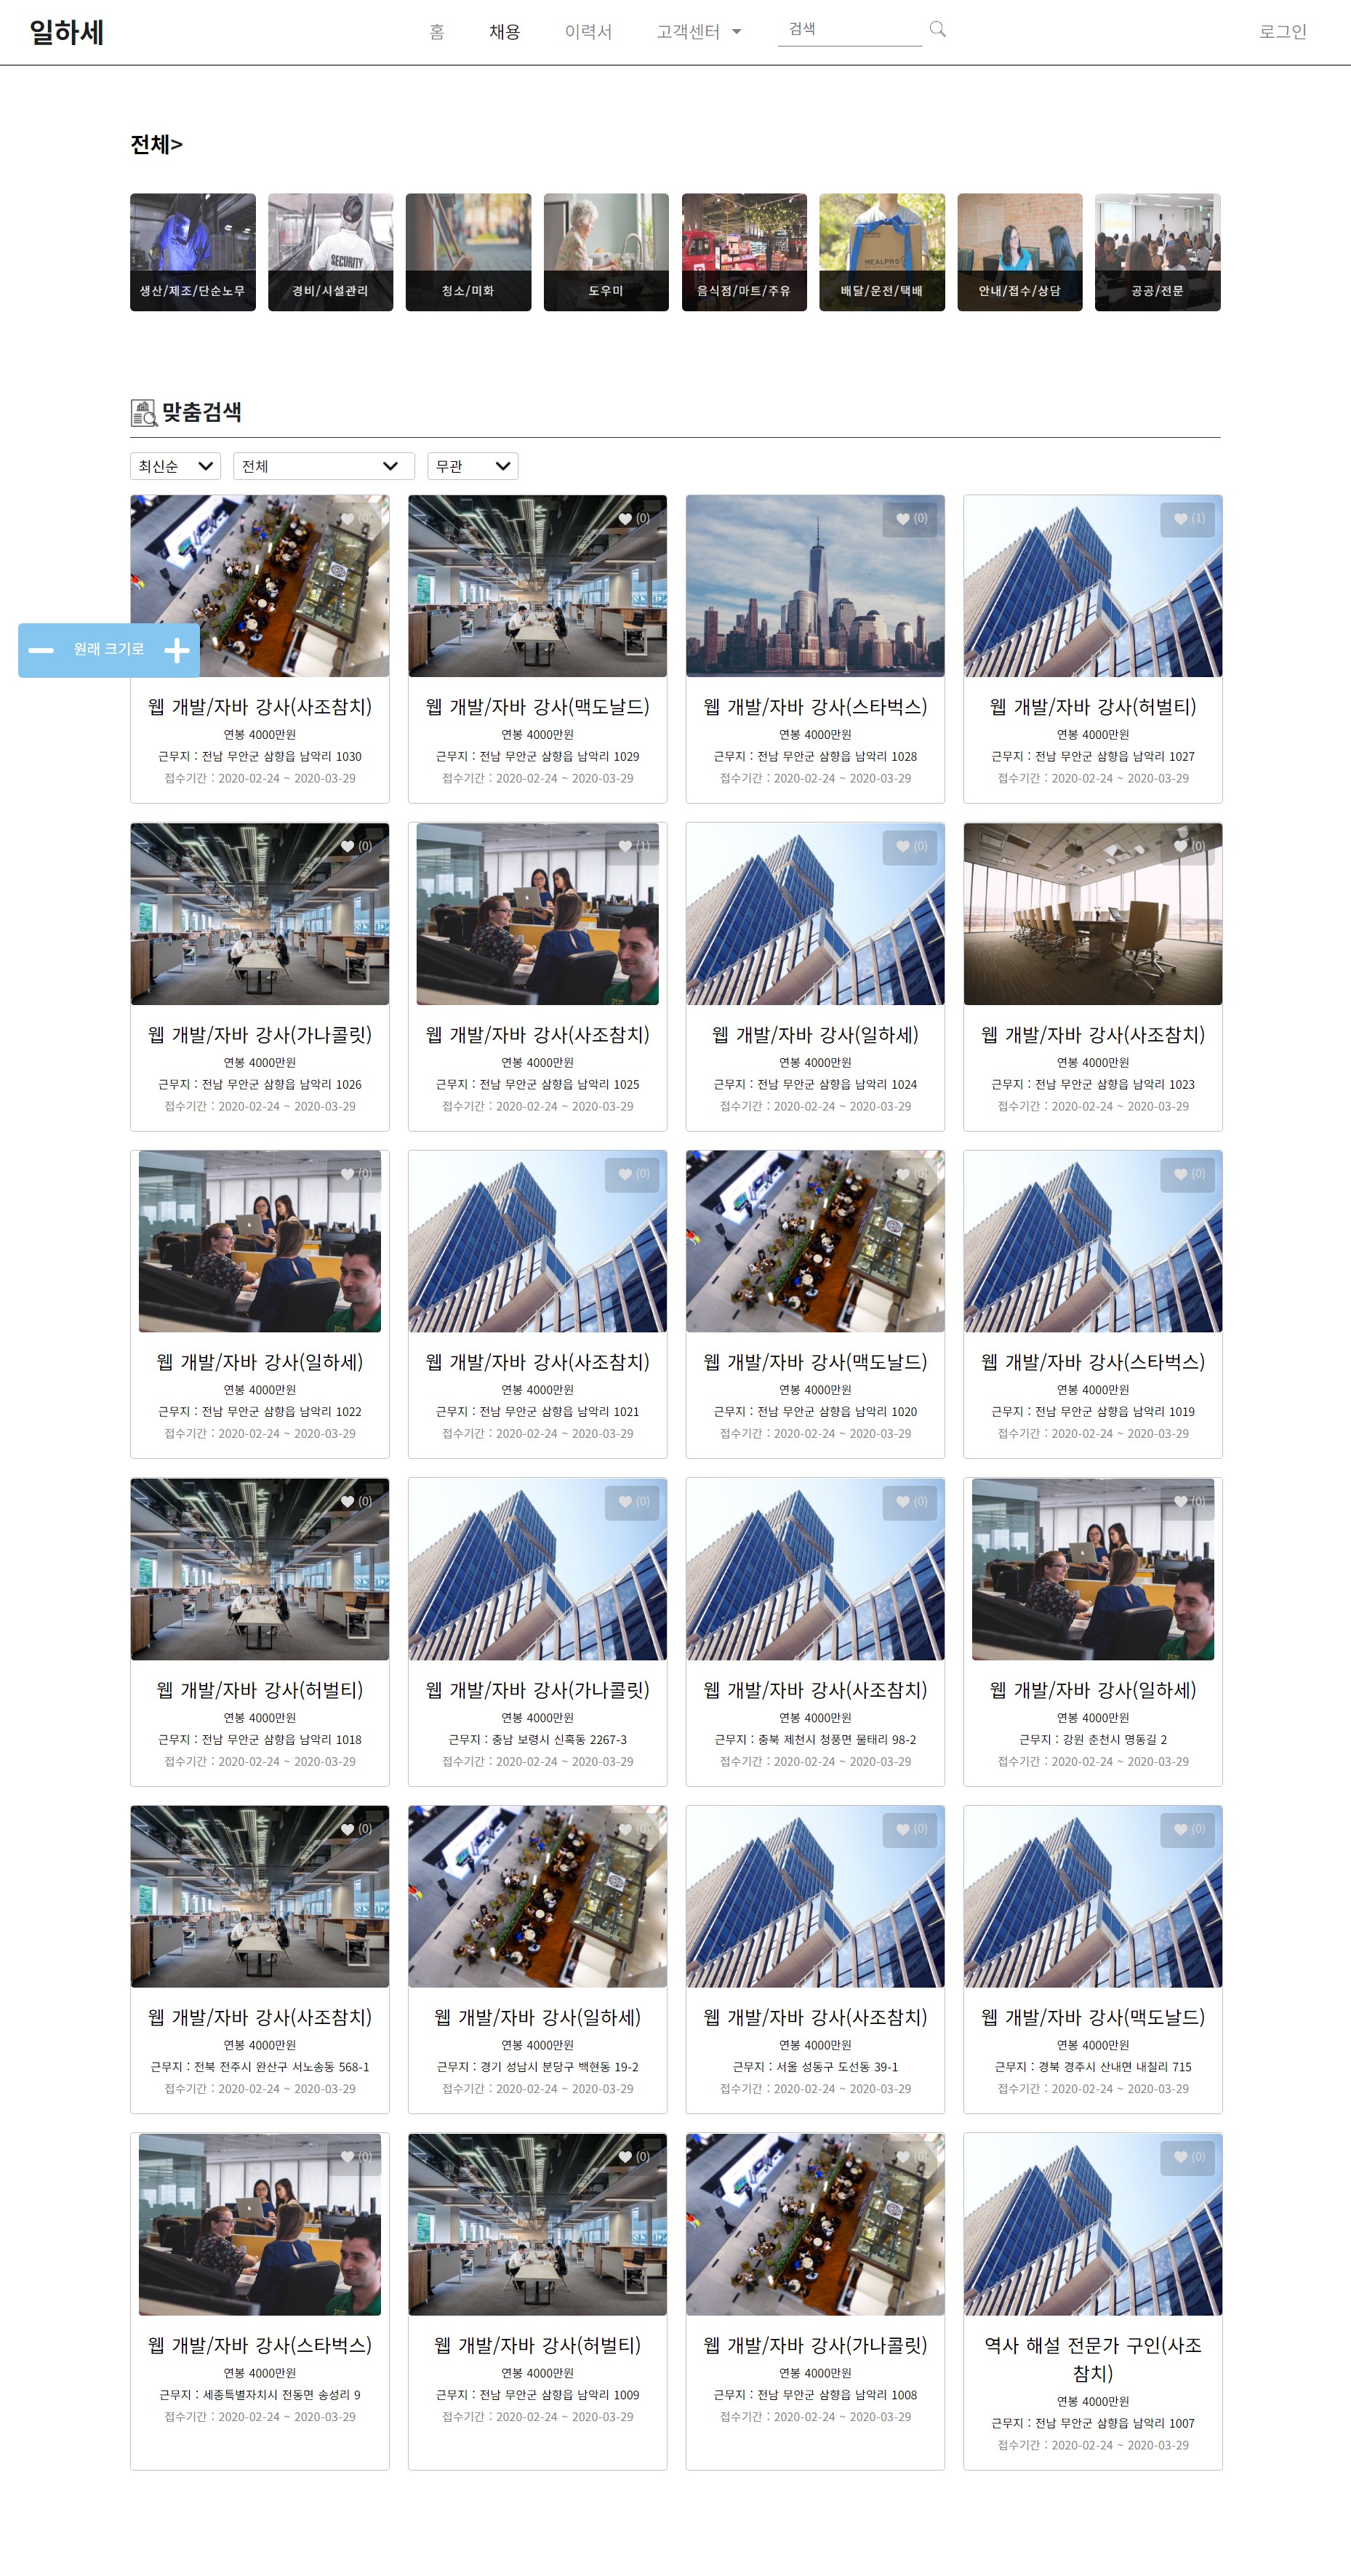 일하세
홈 채용 이력서 고객센터 검색 로그인
전체>
SECURITY
MEALPRO
생산/제조/단순노무 경비/시설관리 청소/미화 도우미 음식점/마트/주유 배달/운전/택배 안내/접수/상담 공공/전문
맞춤검색
최신순 전체 무관
(0) (0) (0) (1)
원래 크기로
웹 개발/자바 강사(사조참치) 웹 개발/자바 강사(맥도날드) 웹 개발/자바 강사(스타벅스) 웹 개발/자바 강사(허벌티)
연봉 4000만원 연봉 4000만원 연봉 4000만원 연봉 4000만원
근무지 : 전남 무안군 삼향읍 남악리 1030 근무지 : 전남 무안군 삼향읍 남악리 1029 근무지 : 전남 무안군 삼향읍 남악리 1028 근무지 : 전남 무안군 삼향읍 남악리 1027
접수기간 : 2020-02-24 ~ 2020-03-29 접수기간 : 2020-02-24 ~ 2020-03-29 접수기간 : 2020-02-24 ~ 2020-03-29 접수기간 : 2020-02-24 ~ 2020-03-29
(0) (1) (0) (0)
웹 개발/자바 강사(가나콜릿) 웹 개발/자바 강사(사조참치) 웹 개발/자바 강사(일하세) 웹 개발/자바 강사(사조참치)
연봉 4000만원 연봉 4000만원 연봉 4000만원 연봉 4000만원
근무지 : 전남 무안군 삼향읍 남악리 1026 근무지 : 전남 무안군 삼향읍 남악리 1025 근무지 : 전남 무안군 삼향읍 남악리 1024 근무지 : 전남 무안군 삼향읍 남악리 1023
접수기간 : 2020-02-24 ~ 2020-03-29 접수기간 : 2020-02-24 ~ 2020-03-29 접수기간 : 2020-02-24 ~ 2020-03-29 접수기간 : 2020-02-24 ~ 2020-03-29
(0) (0) (0) (0)
웹 개발/자바 강사(일하세) 웹 개발/자바 강사(사조참치) 웹 개발/자바 강사(맥도날드) 웹 개발/자바 강사(스타벅스)
연봉 4000만원 연봉 4000만원 연봉 4000만원 연봉 4000만원
근무지 : 전남 무안군 삼향읍 남악리 1022 근무지 : 전남 무안군 삼향읍 남악리 1021 근무지 : 전남 무안군 삼향읍 남악리 1020 근무지 : 전남 무안군 삼향읍 남악리 1019
접수기간 : 2020-02-24 ~ 2020-03-29 접수기간 : 2020-02-24 ~ 2020-03-29 접수기간 : 2020-02-24 ~ 2020-03-29 접수기간 : 2020-02-24 ~ 2020-03-29
(0) (0) (0) (0)
웹 개발/자바 강사(허벌티) 웹 개발/자바 강사(가나콜릿) 웹 개발/자바 강사(사조참치) 웹 개발/자바 강사(일하세)
연봉 4000만원 연봉 4000만원 연봉 4000만원 연봉 4000만원
근무지 : 전남 무안군 삼향읍 남악리 1018 근무지 : 충남 보령시 신흑동 2267-3 근무지 : 충북 제천시 청풍면 물태리 98-2 근무지 : 강원 춘천시 명동길 2
접수기간 : 2020-02-24 ~ 2020-03-29 접수기간 : 2020-02-24 ~ 2020-03-29 접수기간 : 2020-02-24 ~ 2020-03-29 접수기간 : 2020-02-24 ~ 2020-03-29
(0) (0) (0) (0)
웹 개발/자바 강사(사조참치) 웹 개발/자바 강사(일하세) 웹 개발/자바 강사(사조참치) 웹 개발/자바 강사(맥도날드)
연봉 4000만원 연봉 4000만원 연봉 4000만원 연봉 4000만원
근무지 : 전북 전주시 완산구 서노송동 568-1 근무지 : 경기 성남시 분당구 백현동 19-2 근무지 : 서울 성동구 도선동 39-1 근무지 : 경북 경주시 산내면 내칠리 715
접수기간 : 2020-02-24 ~ 2020-03-29 접수기간 : 2020-02-24 ~ 2020-03-29 접수기간 : 2020-02-24 ~ 2020-03-29 접수기간 : 2020-02-24 ~ 2020-03-29
(0) (0) (0) (0)
웹 개발/자바 강사(스타벅스) 웹 개발/자바 강사(허벌티) 웹 개발/자바 강사(가나콜릿) 역사 해설 전문가 구인(사조
참치)
연봉 4000만원 연봉 4000만원 연봉 4000만원 연봉 4000만원
근무지 : 세종특별자치시 전동면 송성리 9 근무지 : 전남 무안군 삼향읍 남악리 1009 근무지 : 전남 무안군 삼향읍 남악리 1008 근무지 : 전남 무안군 삼향읍 남악리 1007
접수기간 : 2020-02-24 ~ 2020-03-29 접수기간 : 2020-02-24 ~ 2020-03-29 접수기간 : 2020-02-24 ~ 2020-03-29 접수기간 : 2020-02-24 ~ 2020-03-29